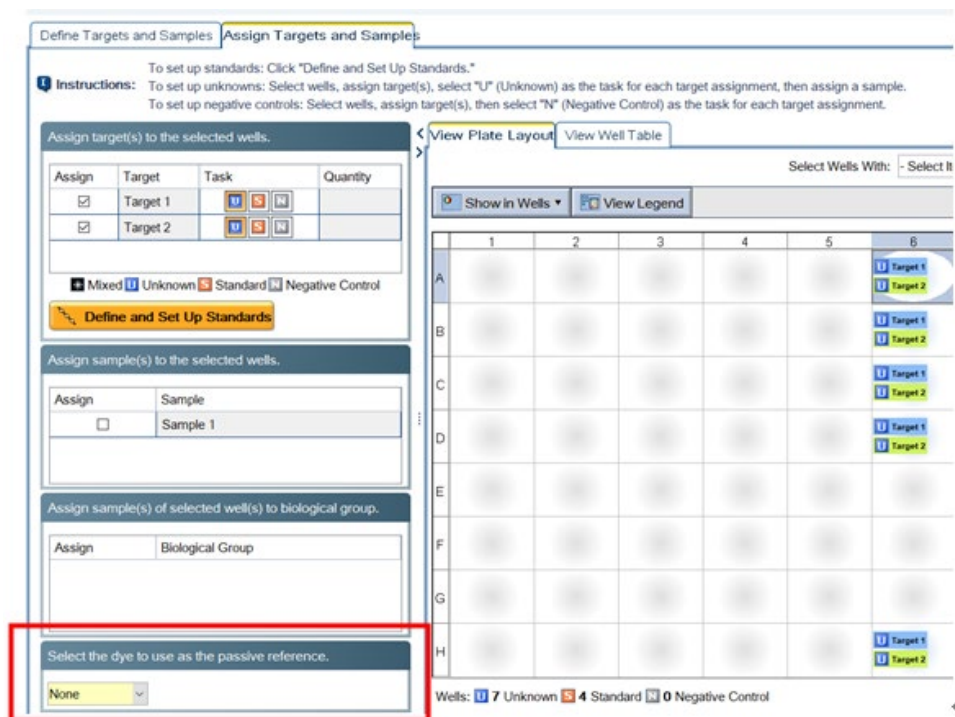 Define Targets and Samples Assign Targets and Samples
Instructions:
To set up standards: Click "Define and Set Up Standards."
To set up unknowns: Select wells, assign target(s), select "U" (Unknown) as the task for each target assignment, then assign a sample.
To set up negative controls: Select wells, assign target(s), then select "N" (Negative Control) as the task for each target assignment.
Assign target(s) to the selected wells.
Assign Target Task Quantity
Target 1 U S N
Target 2 U S N
Mixed U Unknown S Standard N Negative Control
Define and Set Up Standards
Assign sample(s) to the selected wells.
Assign Sample
Sample 1
Assign sample(s) of selected well(s) to biological group.
Assign Biological Group
Select the dye to use as the passive reference.
None
View Plate Layout View Well Table
Select Wells With: - Select It
Show in Wells View Legend
1 2 3 4 5 6
A U Target 1
U Target 2
B U Target 1
U Target 2
C U Target 1
U Target 2
D U Target 1
U Target 2
E
F
G
H U Target 1
U Target 2
Wells: U 7 Unknown S 4 Standard N 0 Negative Control